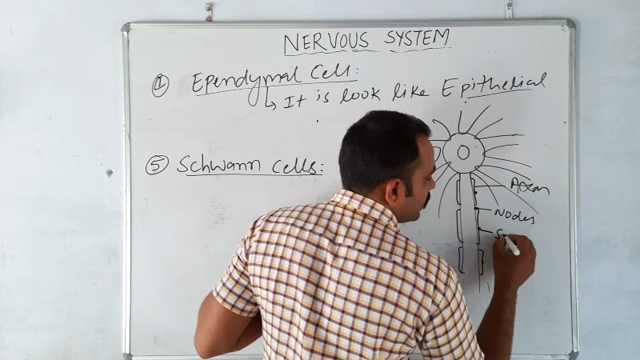 NERVOUS SYSTEM
④ Ependymal Cell:
↳ It is look like Epithelial
⑤ Schwann Cells:
Axon
Nodes